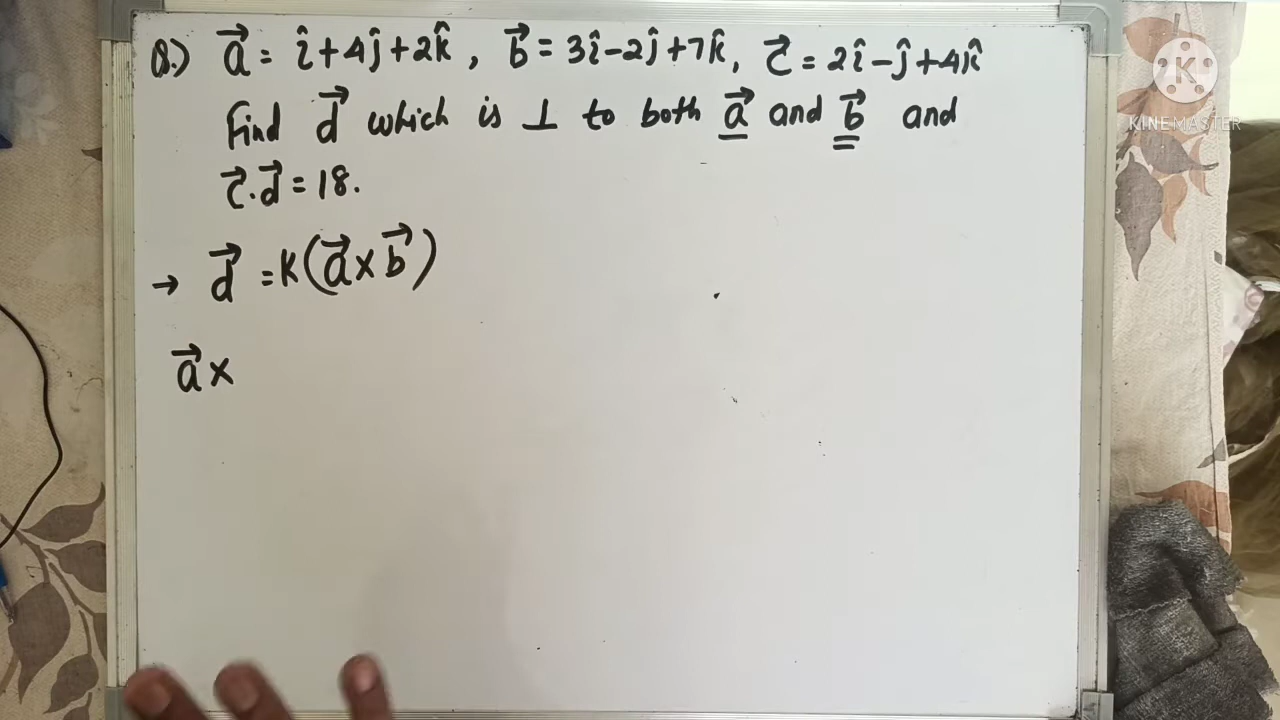 Q.) a⃗ = î+4ĵ+2k̂, b⃗ = 3î-2ĵ+7k̂, c⃗ = 2î-ĵ+4k̂
Find d⃗ which is ⊥ to both a⃗ and b⃗ and
c⃗.d⃗ = 18.
→ d⃗ = K(a⃗×b⃗)
a⃗×
K
KINEMASTER